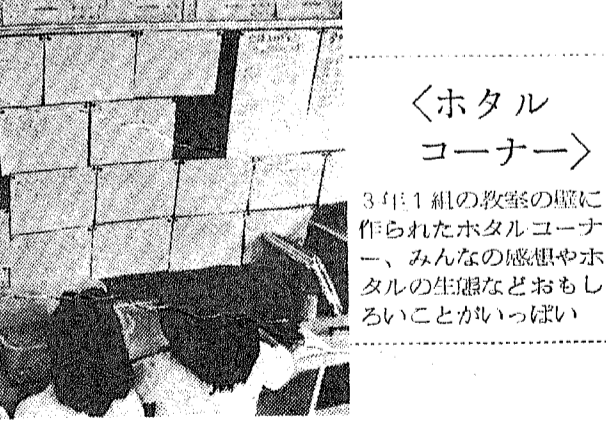 〈ホタル
コーナー〉
3年1組の教室の壁に
作られたホタルコーナ
ー、みんなの感想やホ
タルの生態などおもし
ろいことがいっぱい